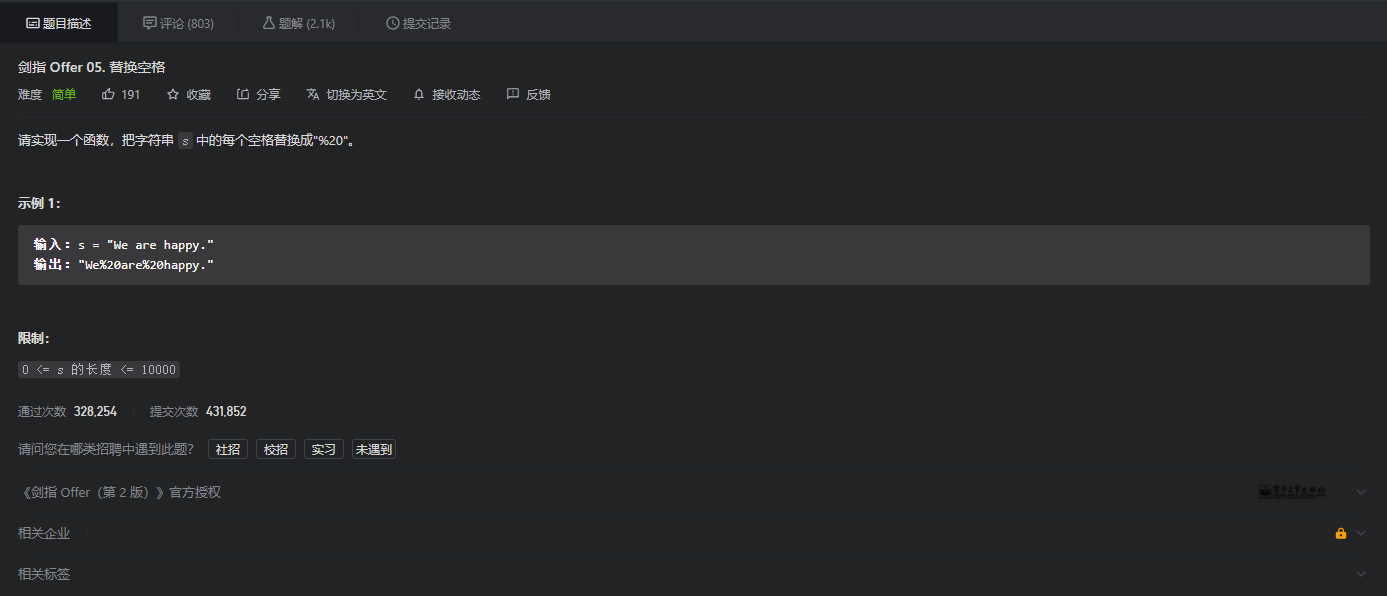 题目描述 评论 (803) 题解 (2.1k) 提交记录
剑指 Offer 05. 替换空格
难度 简单 191 收藏 分享 切换为英文 接收动态 反馈
请实现一个函数，把字符串 s 中的每个空格替换成"%20"。
示例 1：
输入：s = "We are happy."
输出："We%20are%20happy."
限制：
0 <= s 的长度 <= 10000
通过次数 328,254 提交次数 431,852
请问您在哪类招聘中遇到此题？ 社招 校招 实习 未遇到
《剑指 Offer（第 2 版）》官方授权
相关企业
相关标签